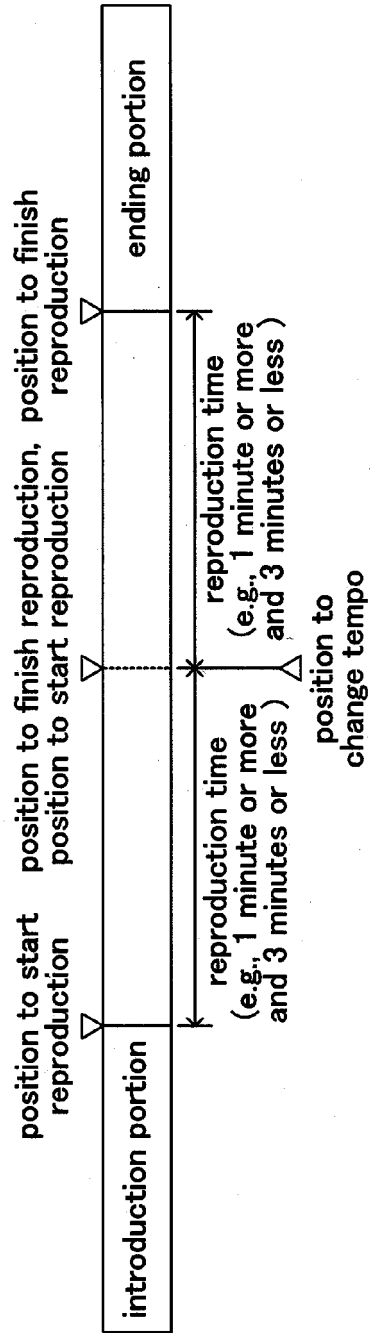 position to start
reproduction
position to finish reproduction,
position to start reproduction
position to finish
reproduction
introduction portion
ending portion
reproduction time
(e.g., 1 minute or more
and 3 minutes or less )
reproduction time
(e.g., 1 minute or more
and 3 minutes or less )
position to
change tempo